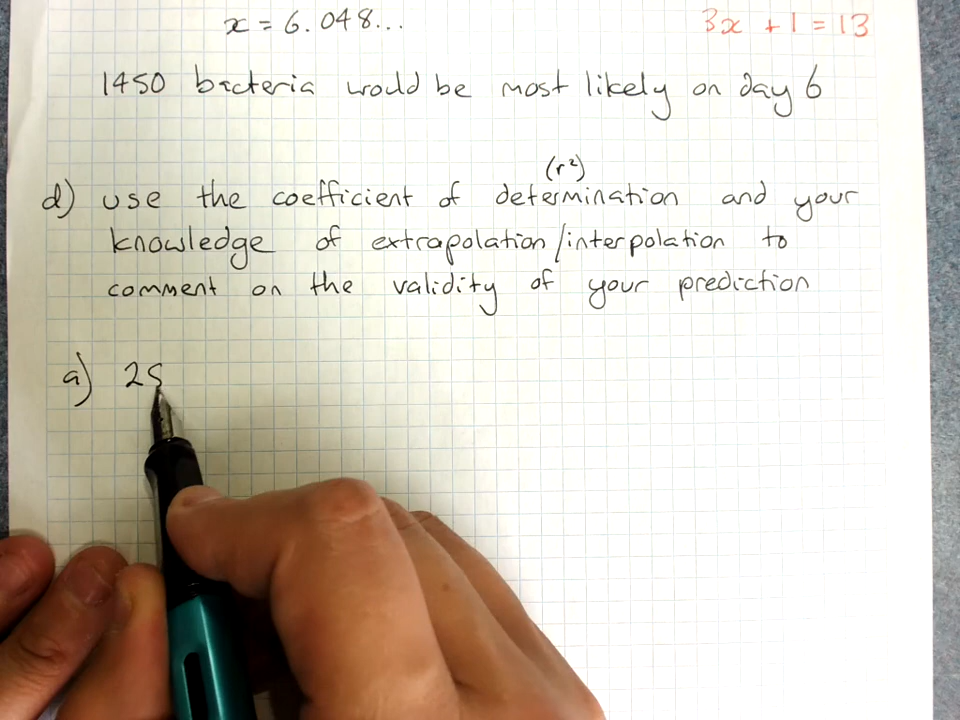 x = 6.048...
3x + 1 = 13
1450 bacteria would be most likely on day 6
(r²)
d) use the coefficient of determination and your
knowledge of extrapolation/interpolation to
comment on the validity of your prediction
a) 25